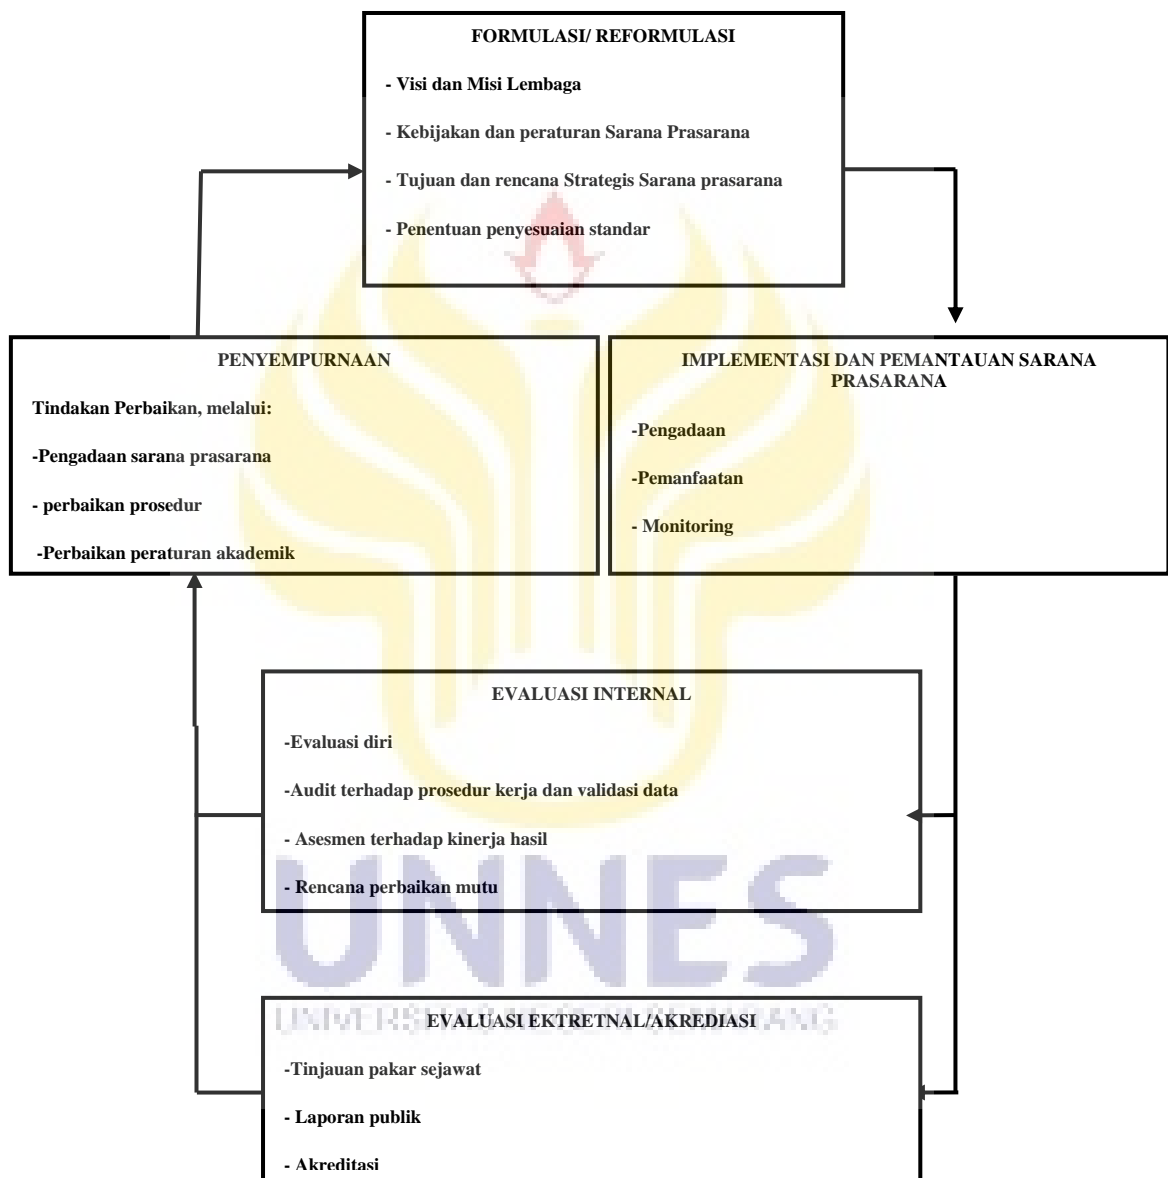 FORMULASI/ REFORMULASI
- Visi dan Misi Lembaga
- Kebijakan dan peraturan Sarana Prasarana
- Tujuan dan rencana Strategis Sarana prasarana
- Penentuan penyesuaian standar
PENYEMPURNAAN
Tindakan Perbaikan, melalui:
-Pengadaan sarana prasarana
- perbaikan prosedur
-Perbaikan peraturan akademik
IMPLEMENTASI DAN PEMANTAUAN SARANA
PRASARANA
-Pengadaan
-Pemanfaatan
- Monitoring
EVALUASI INTERNAL
-Evaluasi diri
-Audit terhadap prosedur kerja dan validasi data
- Asesmen terhadap kinerja hasil
- Rencana perbaikan mutu
UNNES
UNIVERSITAS NEGERI SEMARANG
EVALUASI EKTRETNAL/AKREDIASI
-Tinjauan pakar sejawat
- Laporan publik
- Akreditasi